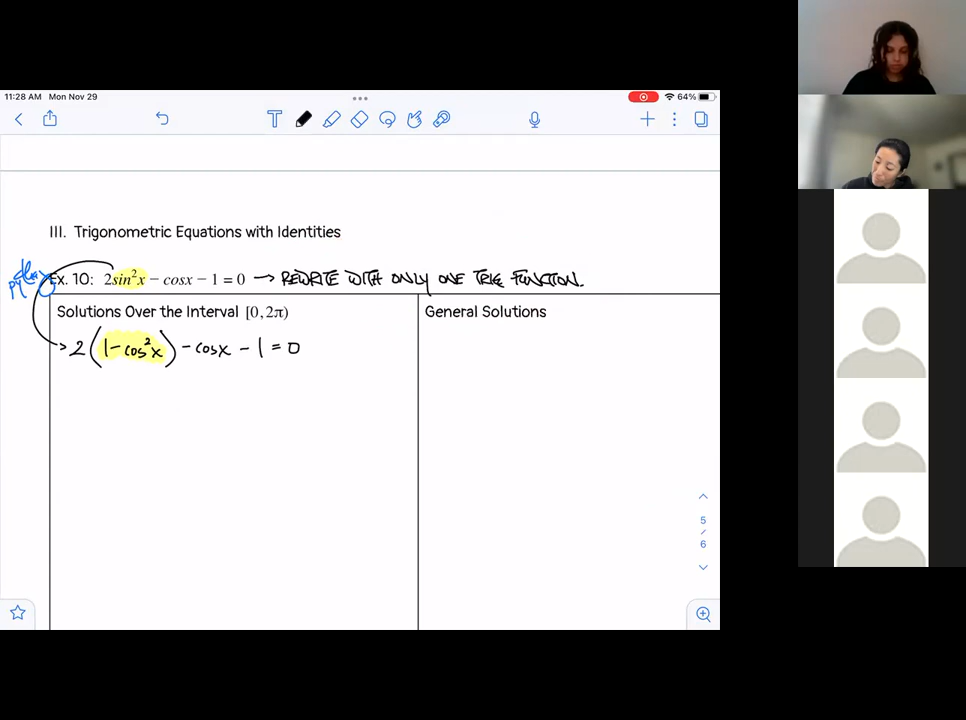 11:28 AM Mon Nov 29
64%
III. Trigonometric Equations with Identities
Ex. 10: 2sin²x − cosx − 1 = 0 → REWRITE WITH ONLY ONE TRIG FUNCTION.
Solutions Over the Interval [0, 2π)
2(1 − cos²x) − cosx − 1 = 0
General Solutions
5
/
6